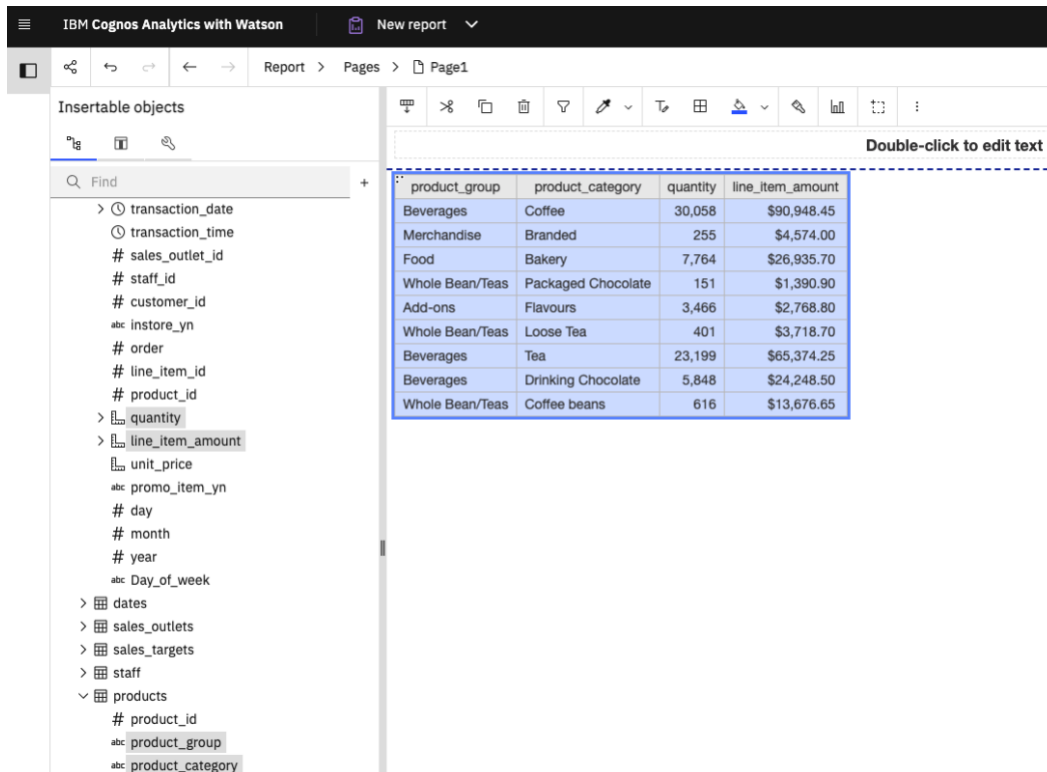 IBM Cognos Analytics with Watson New report
Report > Pages > Page1
Insertable objects
Find
transaction_date
transaction_time
# sales_outlet_id
# staff_id
# customer_id
abc instore_yn
# order
# line_item_id
# product_id
quantity
line_item_amount
unit_price
abc promo_item_yn
# day
# month
# year
abc Day_of_week
dates
sales_outlets
sales_targets
staff
products
# product_id
abc product_group
abc product_category
Double-click to edit text
product_group product_category quantity line_item_amount
Beverages Coffee 30,058 $90,948.45
Merchandise Branded 255 $4,574.00
Food Bakery 7,764 $26,935.70
Whole Bean/Teas Packaged Chocolate 151 $1,390.90
Add-ons Flavours 3,466 $2,768.80
Whole Bean/Teas Loose Tea 401 $3,718.70
Beverages Tea 23,199 $65,374.25
Beverages Drinking Chocolate 5,848 $24,248.50
Whole Bean/Teas Coffee beans 616 $13,676.65